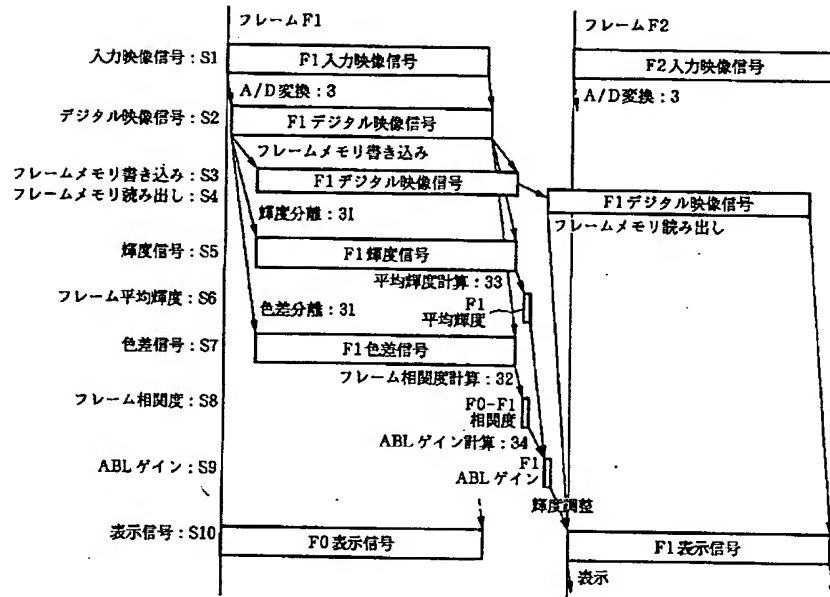 フレームF1
フレームF2
入力映像信号:S1
F1入力映像信号
F2入力映像信号
A/D変換:3
A/D変換:3
デジタル映像信号:S2
F1デジタル映像信号
フレームメモリ書き込み
フレームメモリ書き込み:S3
F1デジタル映像信号
フレームメモリ読み出し:S4
F1デジタル映像信号
輝度分離:31
フレームメモリ読み出し
輝度信号:S5
F1輝度信号
平均輝度計算:33
フレーム平均輝度:S6
F1
平均輝度
色差分離:31
色差信号:S7
F1色差信号
フレーム相関度計算:32
フレーム相関度:S8
F0-F1
相関度
ABLゲイン計算:34
ABLゲイン:S9
F1
ABLゲイン
輝度調整
表示信号:S10
F0表示信号
F1表示信号
表示